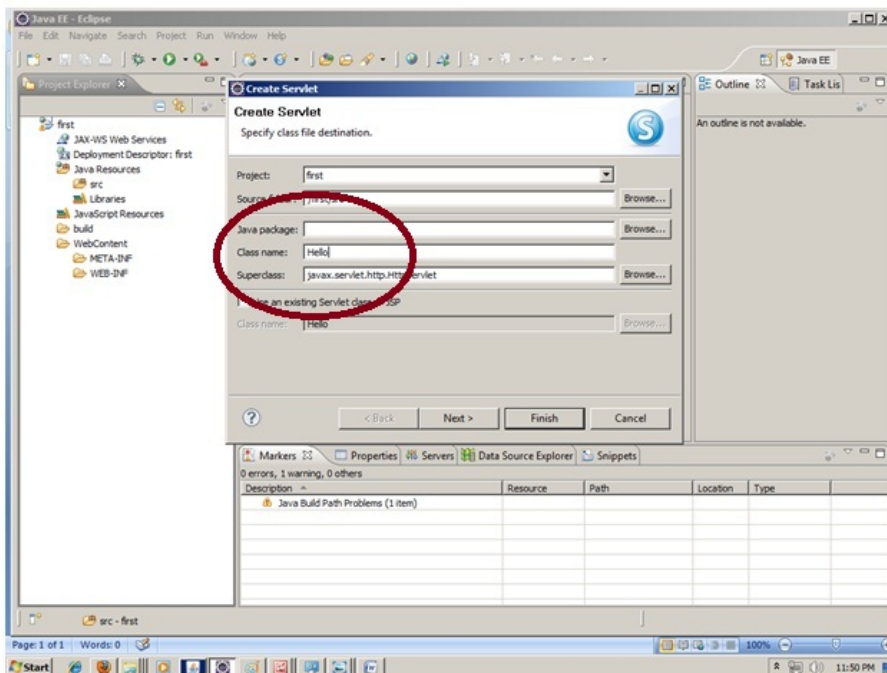 Java EE - Eclipse
File Edit Navigate Search Project Run Window Help
Java EE
Project Explorer
first
JAX-WS Web Services
Deployment Descriptor: first
Java Resources
src
Libraries
JavaScript Resources
build
WebContent
META-INF
WEB-INF
Create Servlet
Create Servlet
Specify class file destination.
S
Project: first
Browse...
Java package: Browse...
Class name: Hello
Superclass: Browse...
an existing Servlet class
Class name: Hello Browse...
? < Back Next > Finish Cancel
Outline Task Lis
An outline is not available.
Markers Properties Servers Data Source Explorer Snippets
0 errors, 1 warning, 0 others
Description Resource Path Location Type
Java Build Path Problems (1 item)
src - first
Page: 1 of 1 Words: 0 100%
Start 11:50 PM